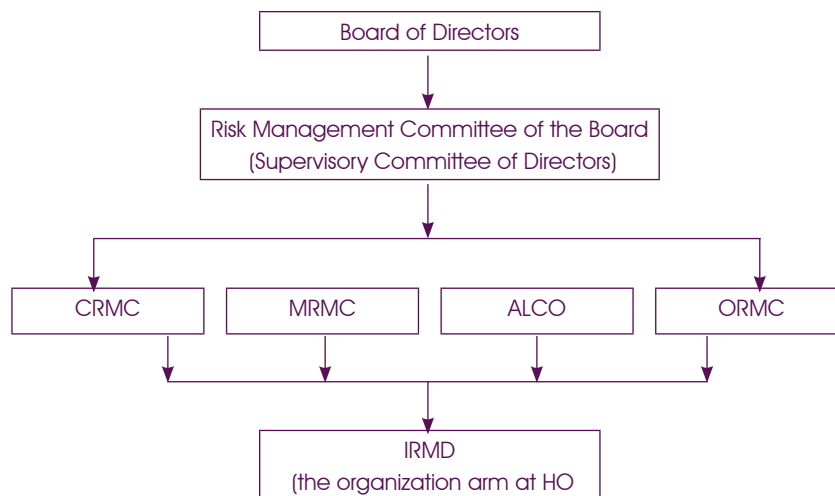 Board of Directors
Risk Management Committee of the Board
(Supervisory Committee of Directors)
CRMC
MRMC
ALCO
ORMC
IRMD
(the organization arm at HO